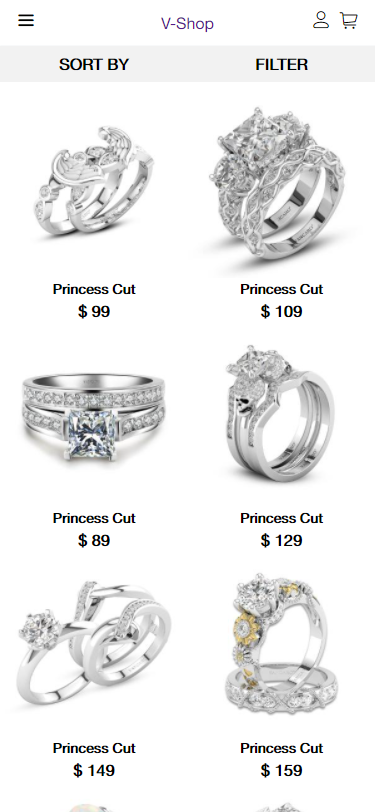 V-Shop
SORT BY FILTER
Princess Cut Princess Cut
$ 99 $ 109
Princess Cut Princess Cut
$ 89 $ 129
Princess Cut Princess Cut
$ 149 $ 159